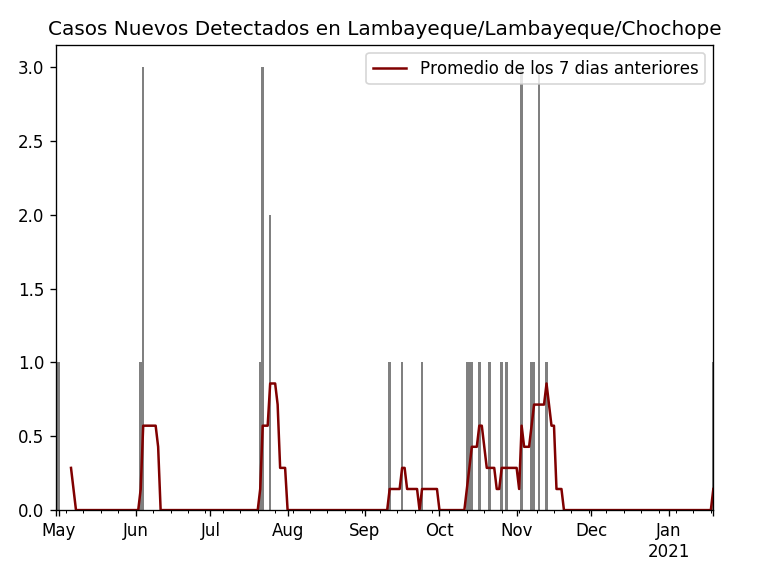 Casos Nuevos Detectados en Lambayeque/Lambayeque/Chochope
Promedio de los 7 dias anteriores
3.0
2.5
2.0
1.5
1.0
0.5
0.0
May Jun Jul Aug Sep Oct Nov Dec Jan
2021